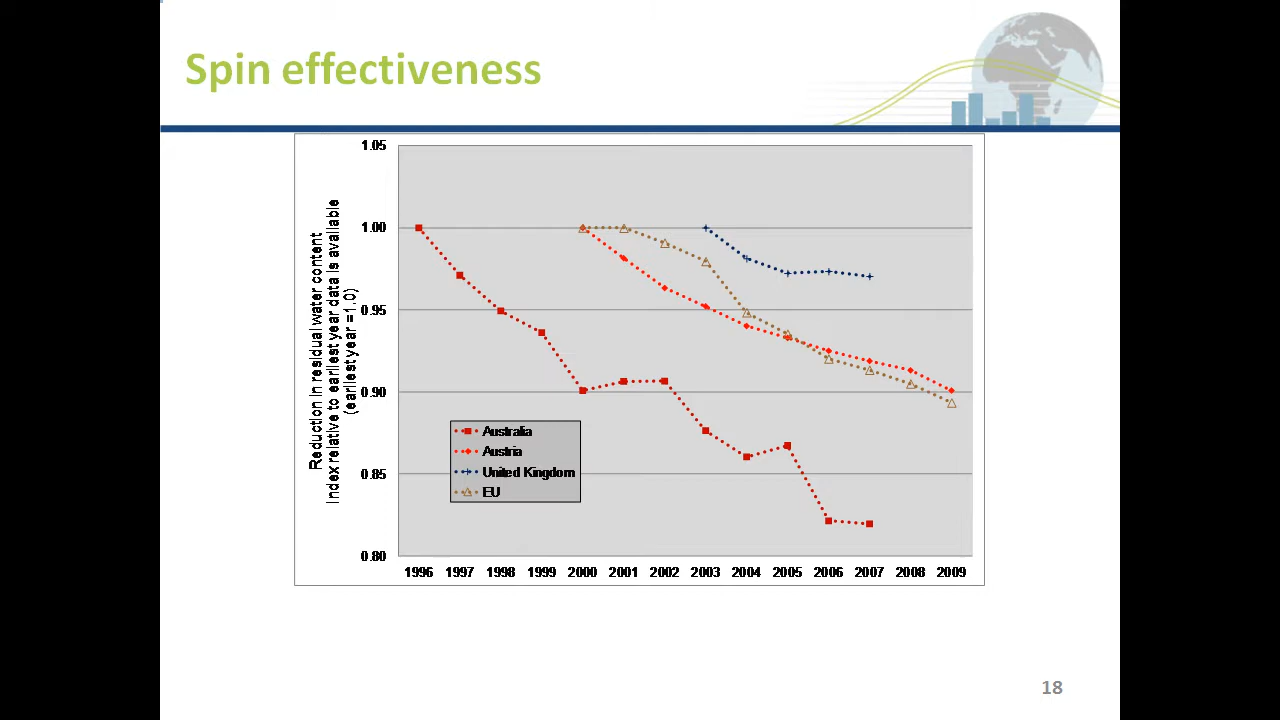 Spin effectiveness
Reduction in residual water content
Index relative to earliest year data is available
(earliest year =1.0)
1.05
1.00
0.95
0.90
0.85
0.80
Australia
Austria
United Kingdom
EU
1996 1997 1998 1999 2000 2001 2002 2003 2004 2005 2006 2007 2008 2009
18